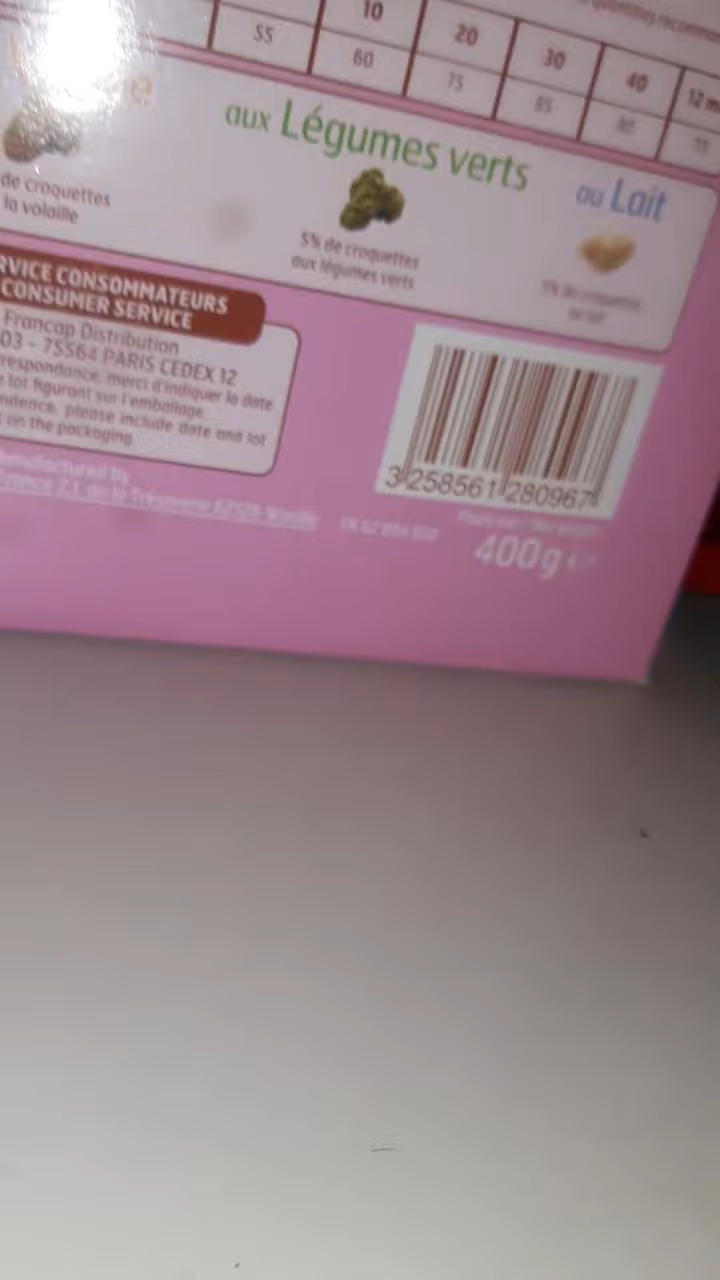 10 20 30 40 12 m
55 60 75 85
aux Légumes verts
au Lait
de croquettes
la volaille
5% de croquettes
aux légumes verts
RVICE CONSOMMATEURS
CONSUMER SERVICE
Francap Distribution
03 - 75564 PARIS CEDEX 12
respondance, merci d'indiquer la date
lot figurant sur l'emballage.
ndence, please include date and lot
on the packaging.
manufactured by
3 258561 280967
400g